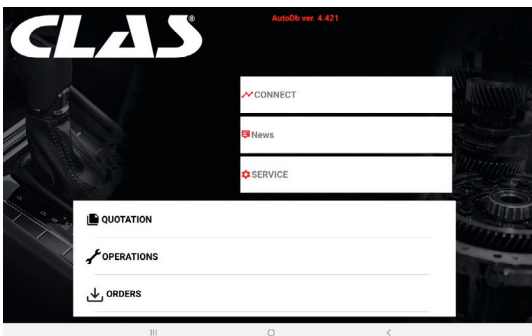 CLAS®
AutoDb ver. 4.421
CONNECT
News
SERVICE
QUOTATION
OPERATIONS
ORDERS